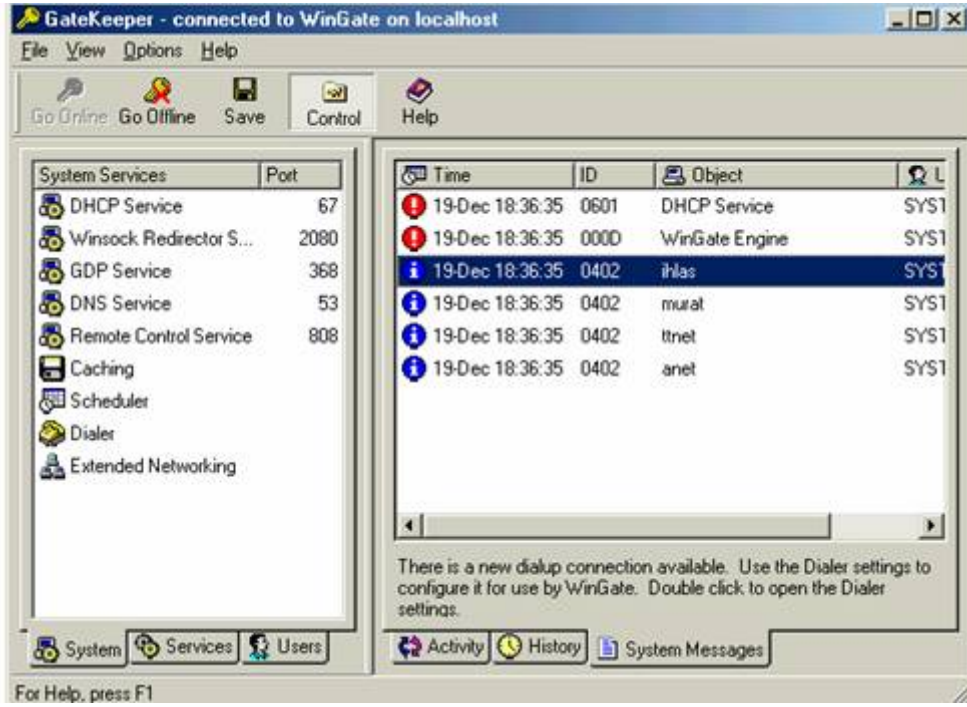 GateKeeper - connected to WinGate on localhost
File View Options Help
Go Online Go Offline Save Control Help
System Services Port
DHCP Service 67
Winsock Redirector S... 2080
GDP Service 368
DNS Service 53
Remote Control Service 808
Caching
Scheduler
Dialer
Extended Networking
System Services Users
Time ID Object U
19-Dec 18:36:35 0601 DHCP Service SYST
19-Dec 18:36:35 000D WinGate Engine SYST
19-Dec 18:36:35 0402 ihlas SYST
19-Dec 18:36:35 0402 murat SYST
19-Dec 18:36:35 0402 ttnet SYST
19-Dec 18:36:35 0402 anet SYST
There is a new dialup connection available. Use the Dialer settings to
configure it for use by WinGate. Double click to open the Dialer
settings.
Activity History System Messages
For Help, press F1